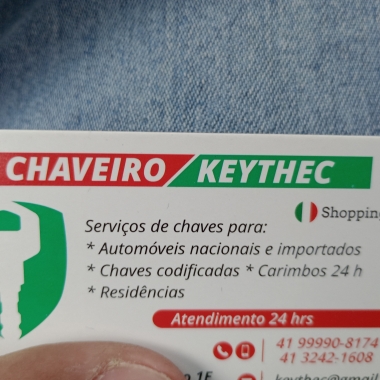 CHAVEIRO KEYTHEC
Shopping
Serviços de chaves para:
* Automóveis nacionais e importados
* Chaves codificadas * Carimbos 24 h
* Residências
Atendimento 24 hrs
41 99990-8174
41 3242-1608